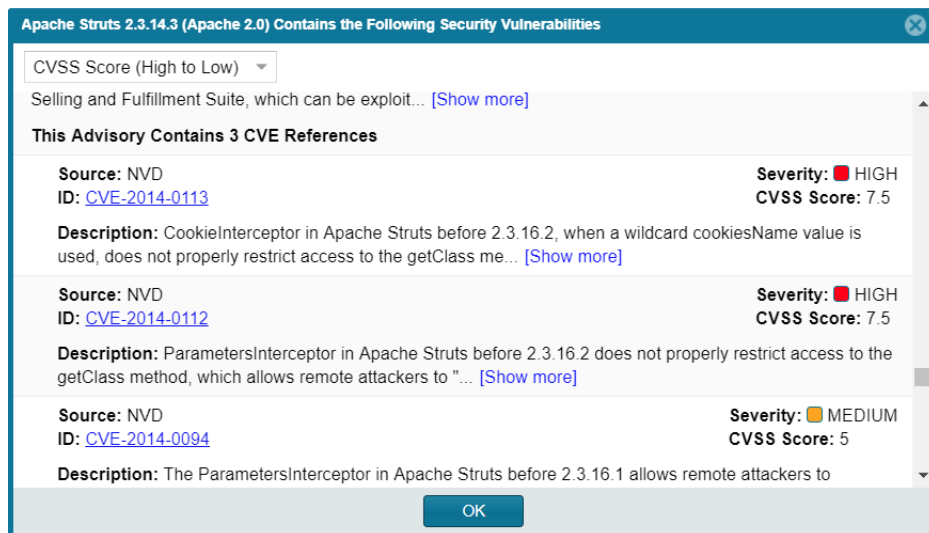 Apache Struts 2.3.14.3 (Apache 2.0) Contains the Following Security Vulnerabilities
CVSS Score (High to Low)
Selling and Fulfillment Suite, which can be exploit... [Show more]
This Advisory Contains 3 CVE References
Source: NVD Severity: HIGH
ID: CVE-2014-0113 CVSS Score: 7.5
Description: CookieInterceptor in Apache Struts before 2.3.16.2, when a wildcard cookiesName value is
used, does not properly restrict access to the getClass me... [Show more]
Source: NVD Severity: HIGH
ID: CVE-2014-0112 CVSS Score: 7.5
Description: ParametersInterceptor in Apache Struts before 2.3.16.2 does not properly restrict access to the
getClass method, which allows remote attackers to "... [Show more]
Source: NVD Severity: MEDIUM
ID: CVE-2014-0094 CVSS Score: 5
Description: The ParametersInterceptor in Apache Struts before 2.3.16.1 allows remote attackers to
OK